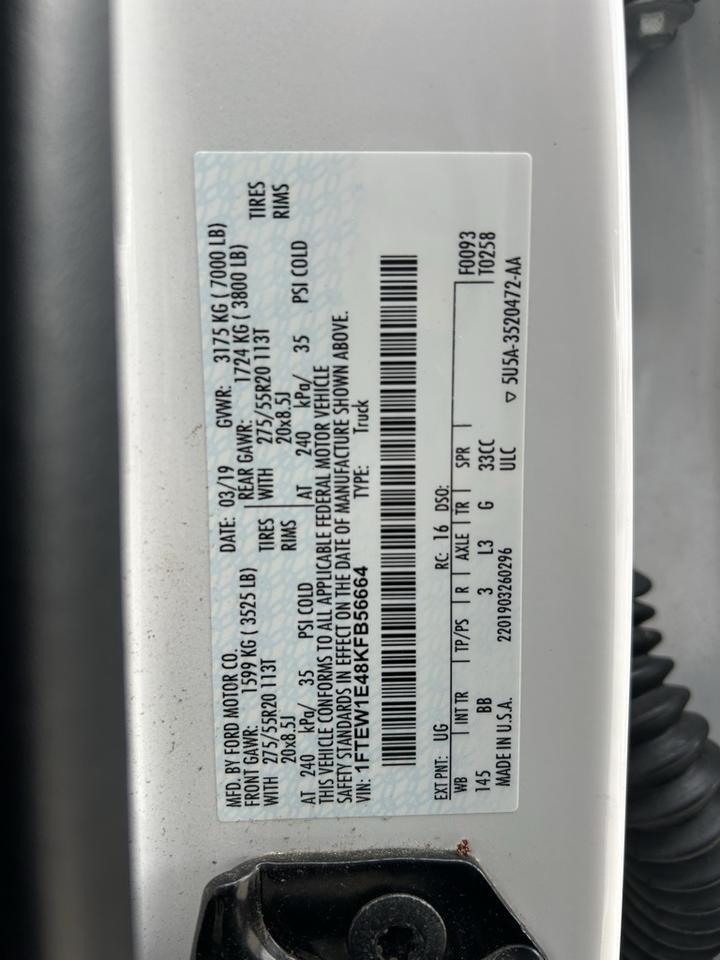 MFD. BY FORD MOTOR CO.
DATE: 03/19 GVWR: 3175 KG ( 7000 LB)
FRONT GAWR: 1599 KG ( 3525 LB) REAR GAWR: 1724 KG ( 3800 LB)
WITH 275/55R20 113T TIRES WITH 275/55R20 113T TIRES
20x8.5J RIMS 20x8.5J RIMS
AT 240 kPa/ 35 PSI COLD AT 240 kPa/ 35 PSI COLD
THIS VEHICLE CONFORMS TO ALL APPLICABLE FEDERAL MOTOR VEHICLE
SAFETY STANDARDS IN EFFECT ON THE DATE OF MANUFACTURE SHOWN ABOVE.
VIN: 1FTEW1E48KFB56664 TYPE: Truck
F0093
EXT PNT: UG RC: 16 DSO: T0258
WB INT TR TP/PS R AXLE TR SPR
145 BB 3 L3 G 33CC
MADE IN U.S.A. 2201903260296 ULC ▽ 5U5A-3520472-AA